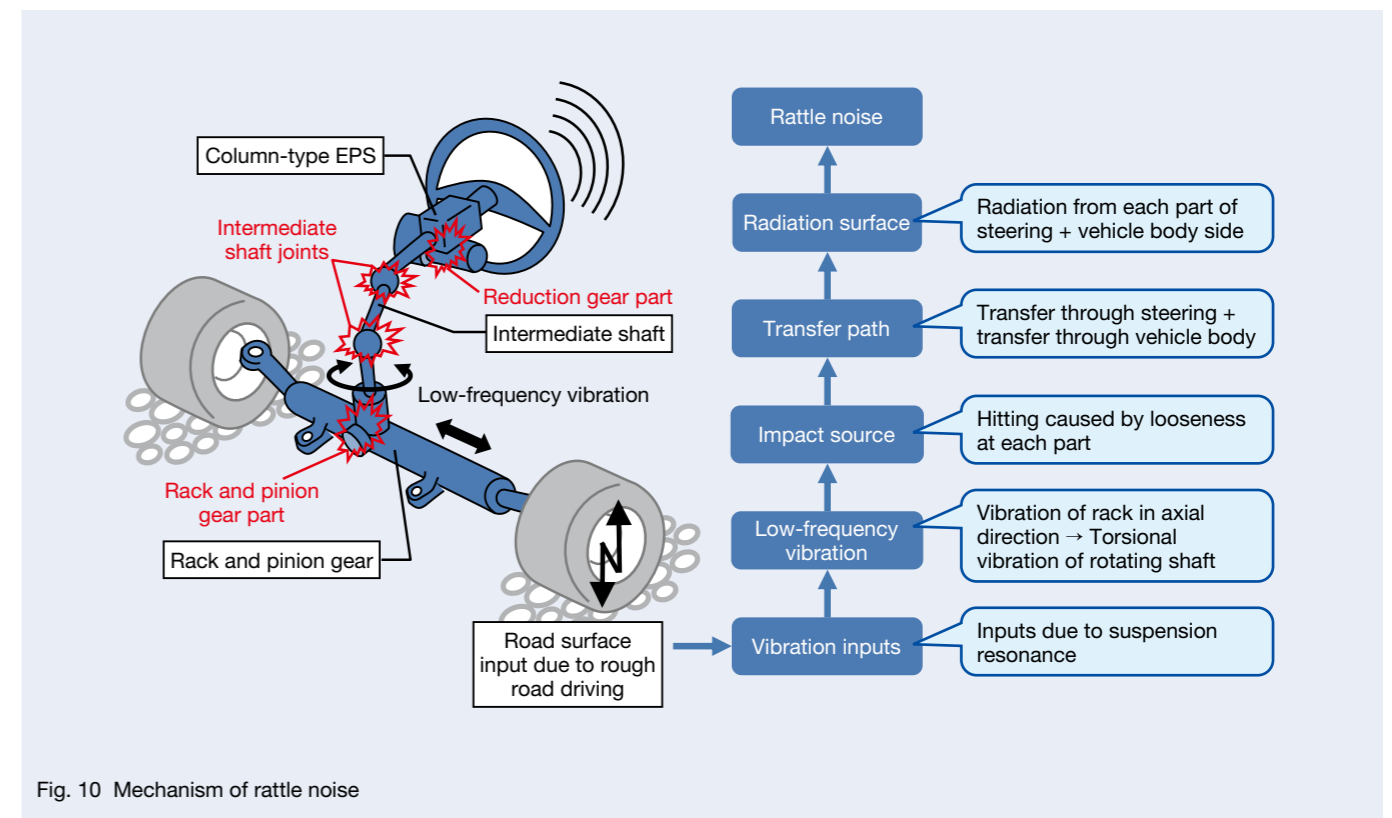 Column-type EPS
Intermediate
shaft joints
Reduction gear part
Intermediate shaft
Low-frequency vibration
Rack and pinion
gear part
Rack and pinion gear
Road surface
input due to rough
road driving
Rattle noise
Radiation surface
Radiation from each part of
steering + vehicle body side
Transfer path
Transfer through steering +
transfer through vehicle body
Impact source
Hitting caused by looseness
at each part
Low-frequency
vibration
Vibration of rack in axial
direction → Torsional
vibration of rotating shaft
Vibration inputs
Inputs due to suspension
resonance
Fig. 10 Mechanism of rattle noise